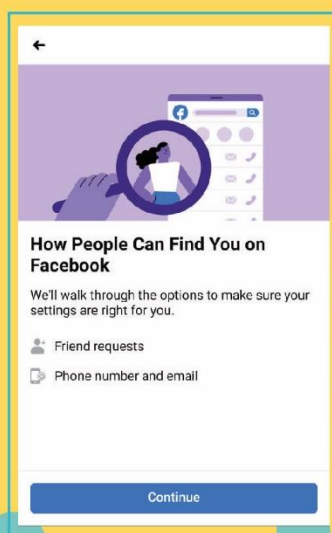 How People Can Find You on
Facebook
We'll walk through the options to make sure your
settings are right for you.
Friend requests
Phone number and email
Continue